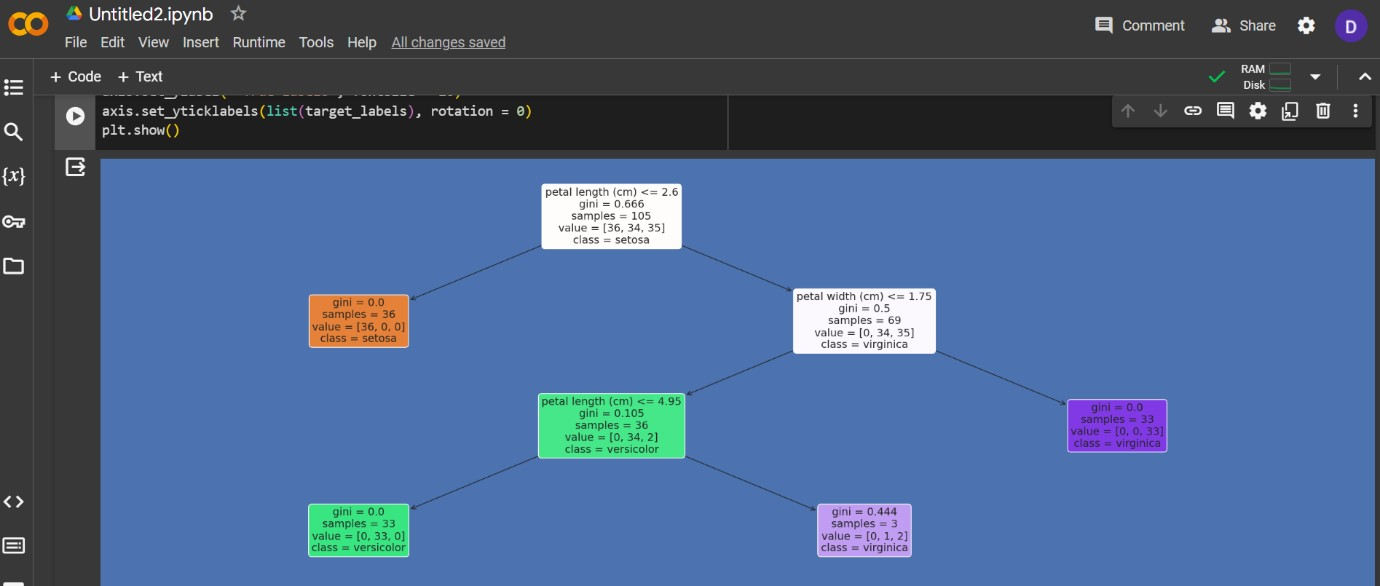 Untitled2.ipynb
Comment
Share
D
File Edit View Insert Runtime Tools Help All changes saved
+ Code + Text
RAM
Disk
axis.set_yticklabels(list(target_labels), rotation = 0)
plt.show()
{x}
petal length (cm) <= 2.6
gini = 0.666
samples = 105
value = [36, 34, 35]
class = setosa
gini = 0.0
samples = 36
value = [36, 0, 0]
class = setosa
petal width (cm) <= 1.75
gini = 0.5
samples = 69
value = [0, 34, 35]
class = virginica
petal length (cm) <= 4.95
gini = 0.105
samples = 36
value = [0, 34, 2]
class = versicolor
gini = 0.0
samples = 33
value = [0, 0, 33]
class = virginica
gini = 0.0
samples = 33
value = [0, 33, 0]
class = versicolor
gini = 0.444
samples = 3
value = [0, 1, 2]
class = virginica